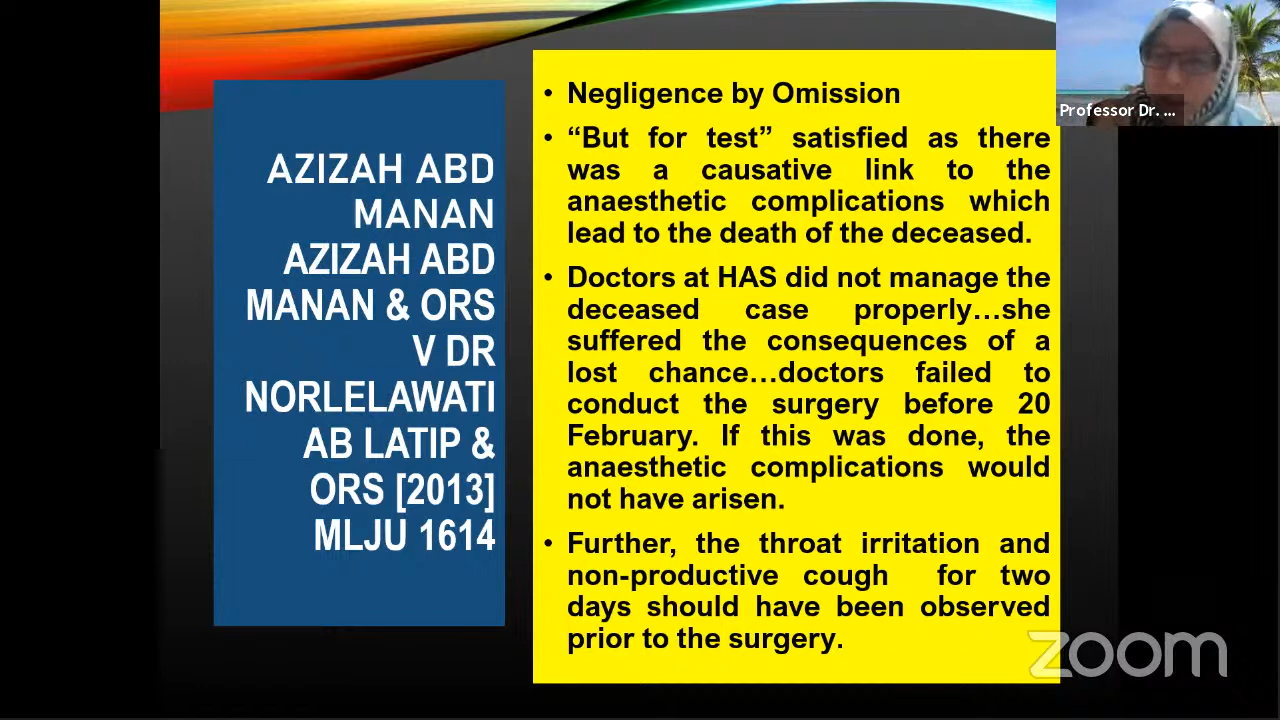 AZIZAH ABD
MANAN
AZIZAH ABD
MANAN & ORS
V DR
NORLELAWATI
AB LATIP &
ORS [2013]
MLJU 1614
• Negligence by Omission
• “But for test” satisfied as there
was a causative link to the
anaesthetic complications which
lead to the death of the deceased.
• Doctors at HAS did not manage the
deceased case properly…she
suffered the consequences of a
lost chance…doctors failed to
conduct the surgery before 20
February. If this was done, the
anaesthetic complications would
not have arisen.
• Further, the throat irritation and
non-productive cough for two
days should have been observed
prior to the surgery.
Professor Dr. ...
zoom